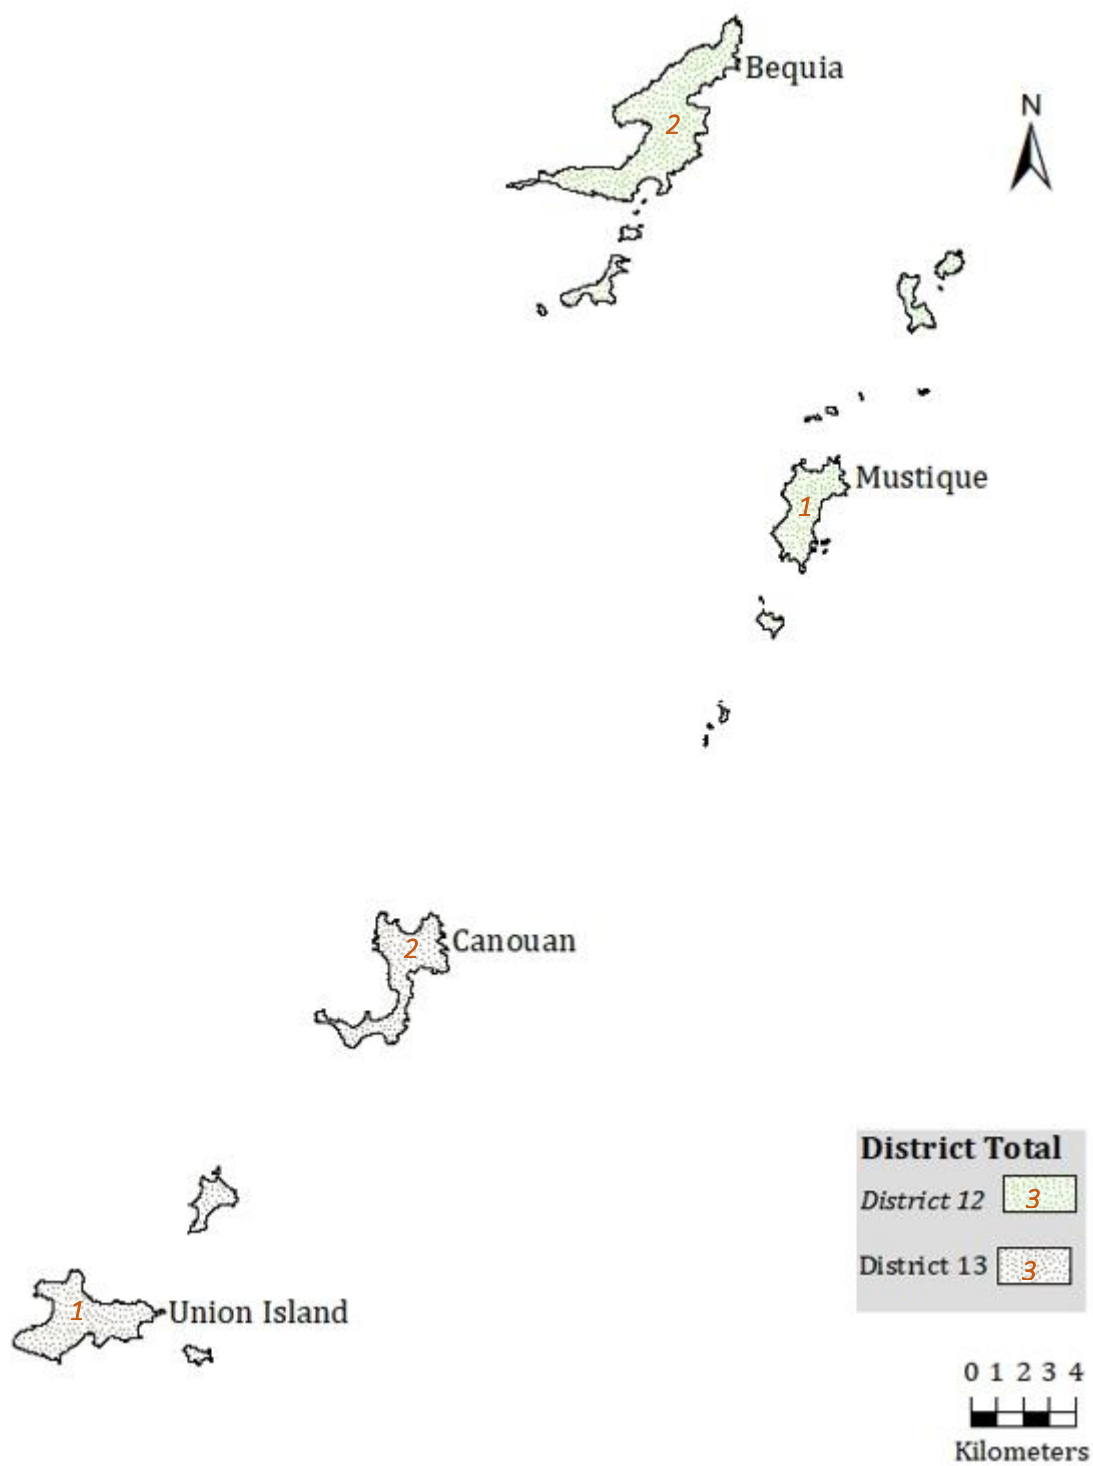 Bequia
N
2
Mustique
1
Canouan
2
District Total
District 12 3
District 13 3
Union Island
1
0 1 2 3 4
Kilometers